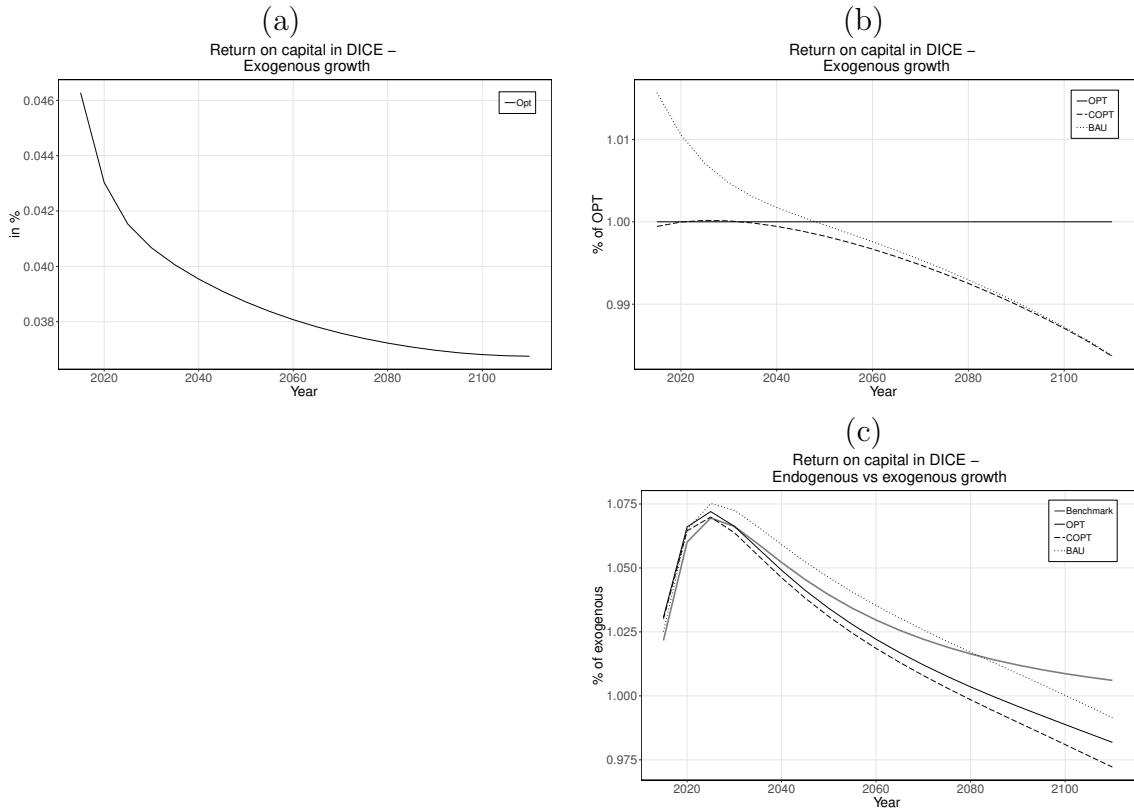 (a)
Return on capital in DICE –
Exogenous growth
in %
0.046
0.044
0.042
0.040
0.038
Opt
2020 2040 2060 2080 2100
Year
(b)
Return on capital in DICE –
Exogenous growth
% of OPT
1.01
1.00
0.99
OPT
COPT
BAU
2020 2040 2060 2080 2100
Year
(c)
Return on capital in DICE –
Endogenous vs exogenous growth
% of exogenous
1.075
1.050
1.025
1.000
0.975
Benchmark
OPT
COPT
BAU
2020 2040 2060 2080 2100
Year